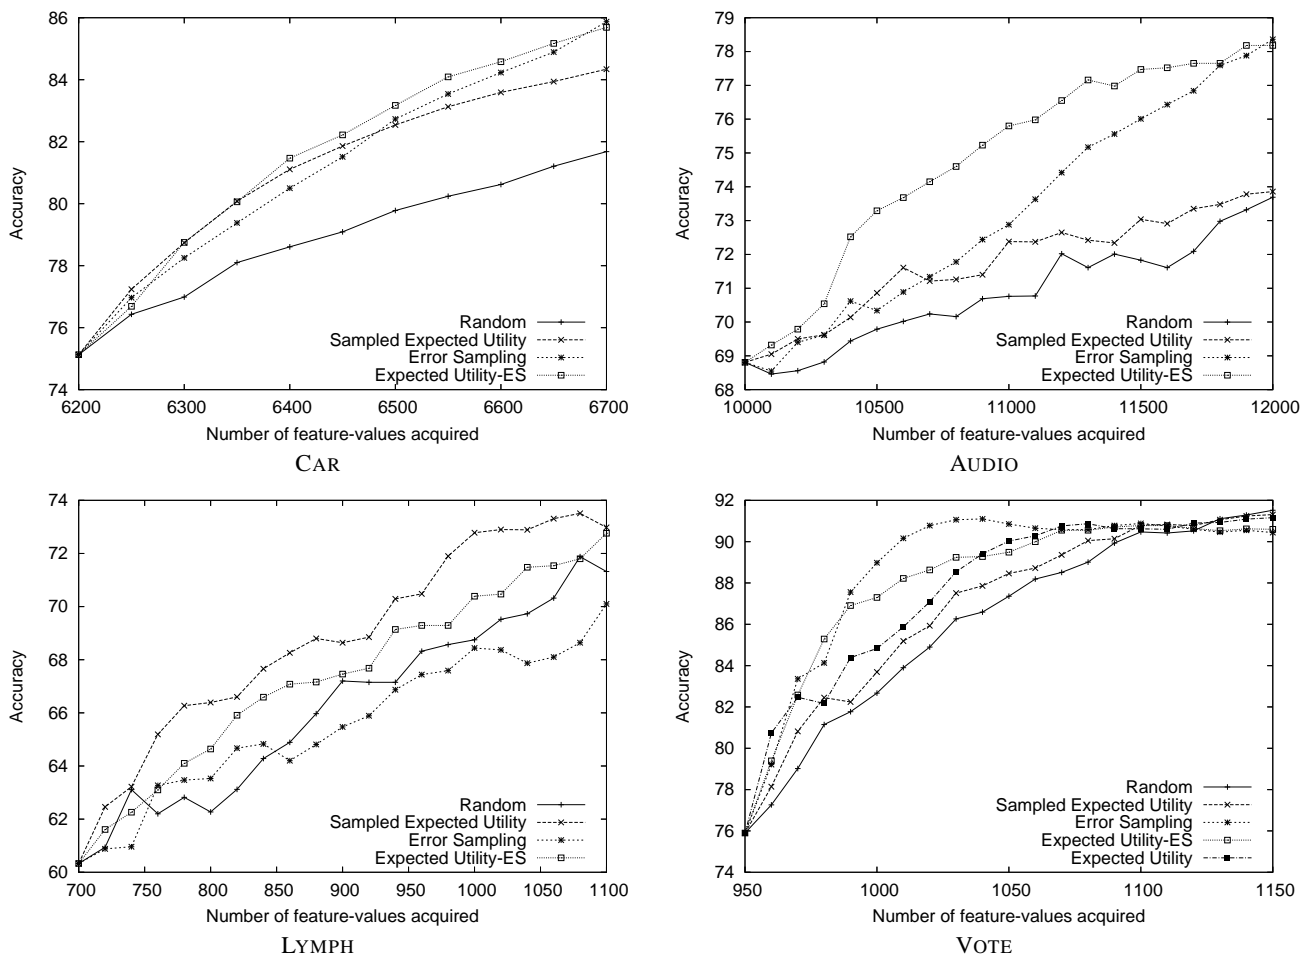 86
84
82
80
78
76
74
Accuracy
Random
Sampled Expected Utility
Error Sampling
Expected Utility-ES
6200 6300 6400 6500 6600 6700
Number of feature-values acquired
CAR
79
78
77
76
75
74
73
72
71
70
69
68
Accuracy
Random
Sampled Expected Utility
Error Sampling
Expected Utility-ES
10000 10500 11000 11500 12000
Number of feature-values acquired
AUDIO
74
72
70
68
66
64
62
60
Accuracy
Random
Sampled Expected Utility
Error Sampling
Expected Utility-ES
700 750 800 850 900 950 1000 1050 1100
Number of feature-values acquired
LYMPH
92
90
88
86
84
82
80
78
76
74
Accuracy
Random
Sampled Expected Utility
Error Sampling
Expected Utility-ES
Expected Utility
950 1000 1050 1100 1150
Number of feature-values acquired
VOTE